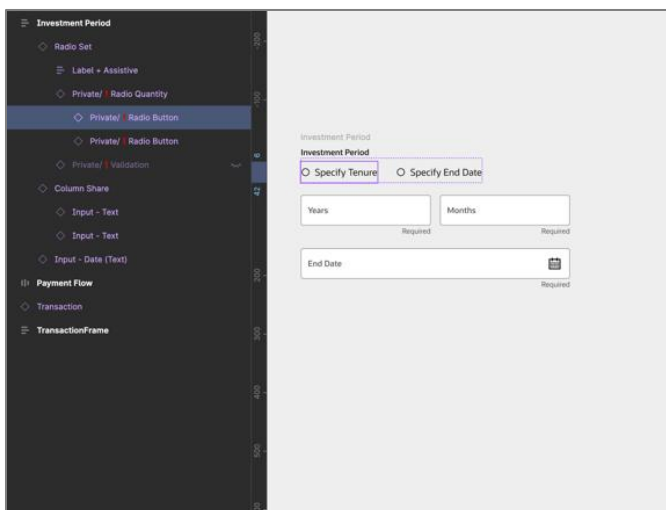 Investment Period
Radio Set
Label + Assistive
Private/ ! Radio Quantity
Private/ ! Radio Button
Private/ ! Radio Button
Private/ ! Validation
Column Share
Input - Text
Input - Text
Input - Date (Text)
Payment Flow
Transaction
TransactionFrame
-200
-100
6
42
200
300
400
500
Investment Period
Investment Period
Specify Tenure Specify End Date
Years Months
Required Required
End Date
Required